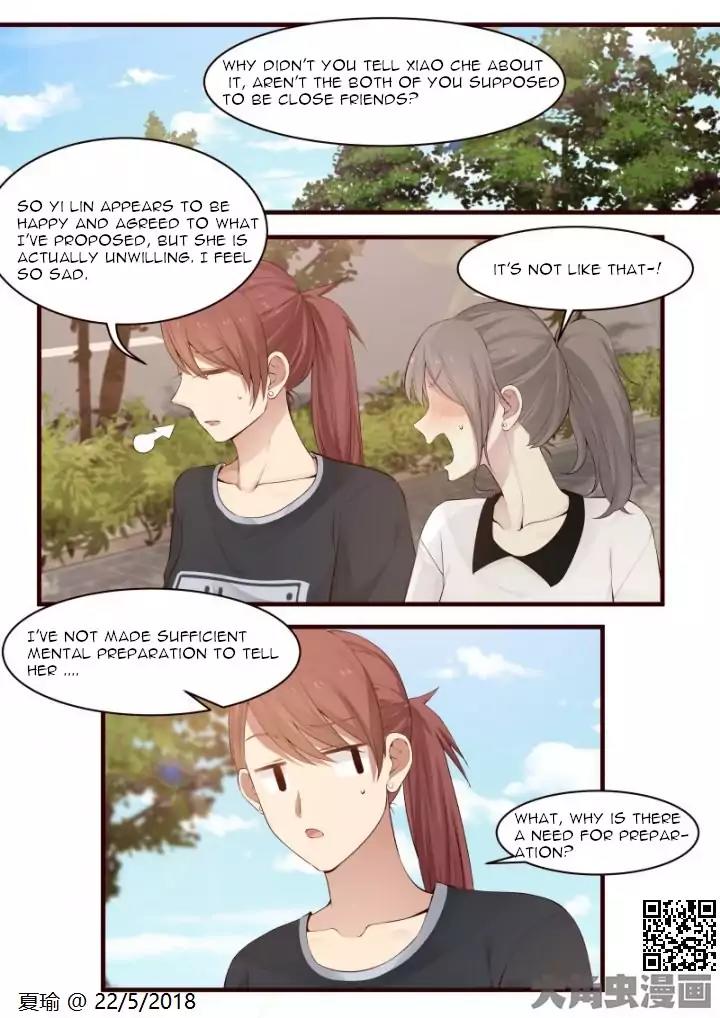 WHY DIDN'T YOU TELL XIAO CHE ABOUT
IT, AREN'T THE BOTH OF YOU SUPPOSED
TO BE CLOSE FRIENDS?
SO YI LIN APPEARS TO BE
HAPPY AND AGREED TO WHAT
I'VE PROPOSED, BUT SHE IS
ACTUALLY UNWILLING. I FEEL
SO SAD.
IT'S NOT LIKE THAT~!
I'VE NOT MADE SUFFICIENT
MENTAL PREPARATION TO TELL
HER ....
WHAT, WHY IS THERE
A NEED FOR PREPAR-
ATION?
大角虫漫画
夏瑜 @ 22/5/2018